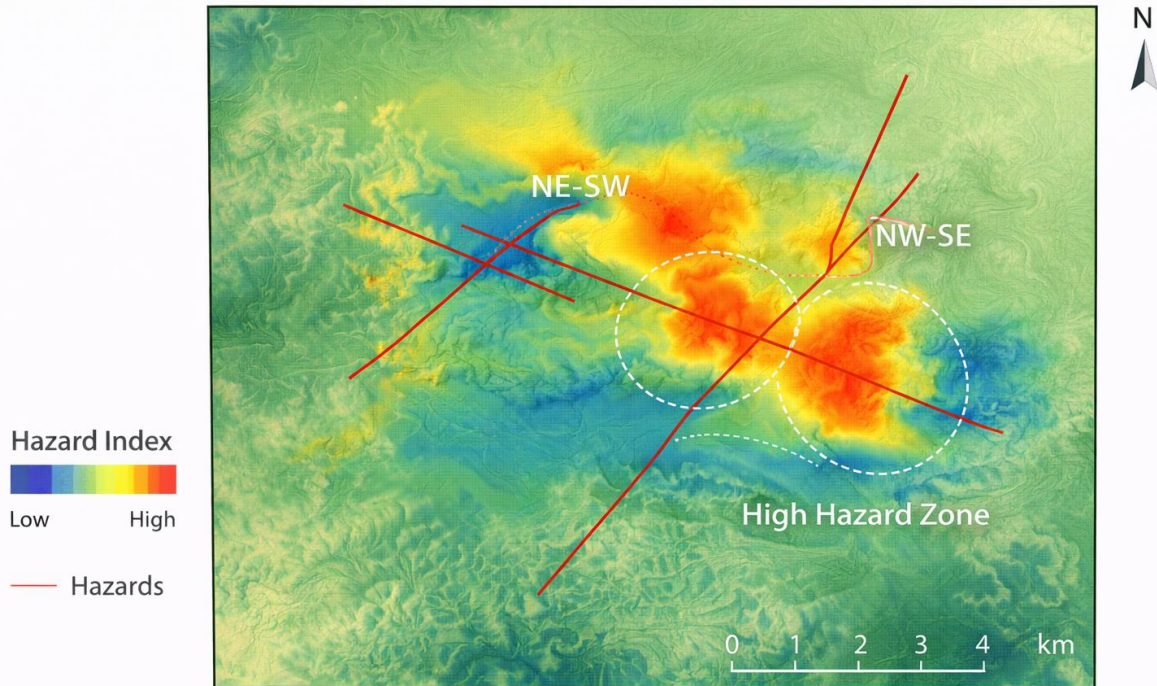 N
NE-SW
NW-SE
Hazard Index
Low High
High Hazard Zone
Hazards
0 1 2 3 4 km